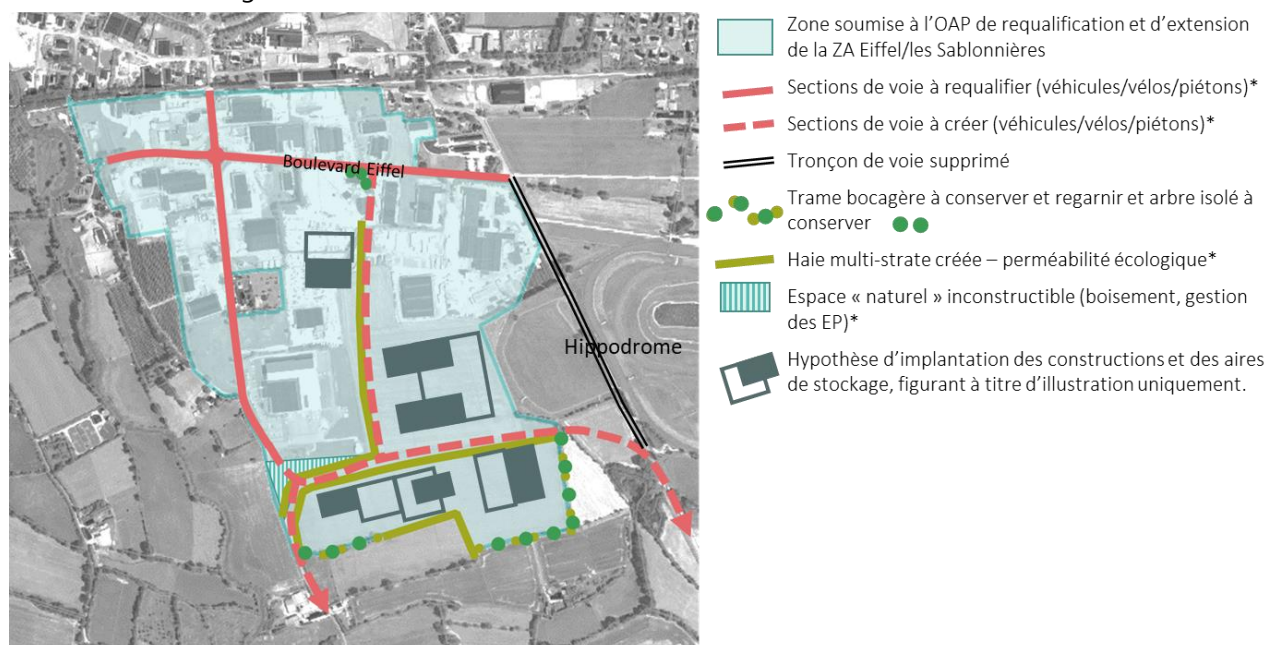 Boulevard Eiffel
Hippodrome
Zone soumise à l’OAP de requalification et d’extension
de la ZA Eiffel/les Sablonnières
Sections de voie à requalifier (véhicules/vélos/piétons)*
Sections de voie à créer (véhicules/vélos/piétons)*
Tronçon de voie supprimé
Trame bocagère à conserver et regarnir et arbre isolé à
conserver
Haie multi-strate créée – perméabilité écologique*
Espace « naturel » inconstructible (boisement, gestion
des EP)*
Hypothèse d’implantation des constructions et des aires
de stockage, figurant à titre d’illustration uniquement.